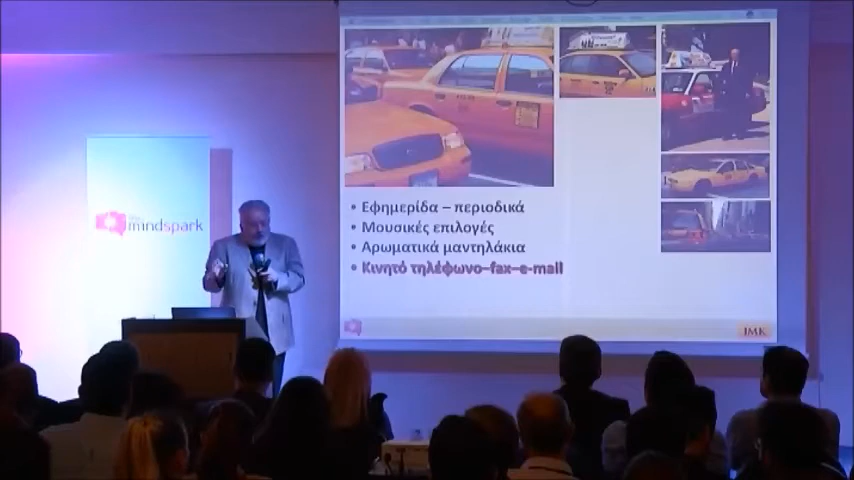 mindspark
• Εφημερίδα – περιοδικά
• Μουσικές επιλογές
• Αρωματικά μαντηλάκια
• Κινητό τηλέφωνο–fax–e-mail
IMK